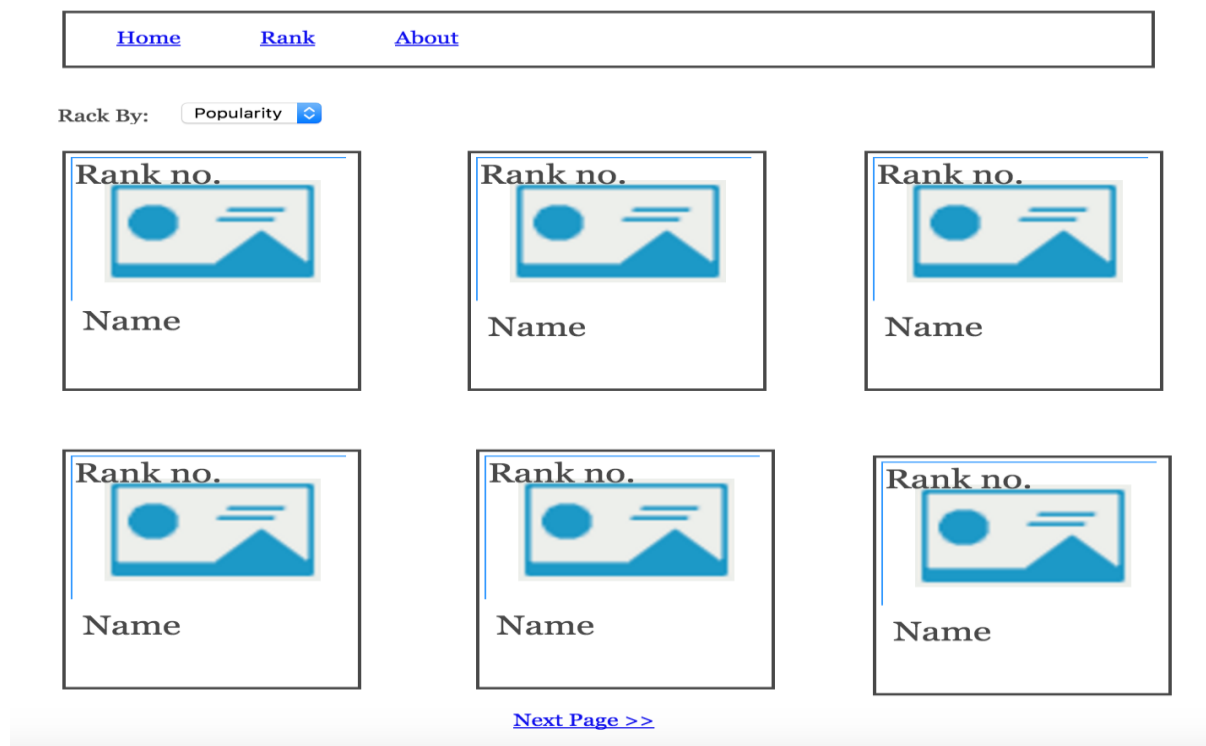 Home Rank About
Rack By: Popularity
Rank no. Rank no. Rank no.
Name Name Name
Rank no. Rank no. Rank no.
Name Name Name
Next Page >>